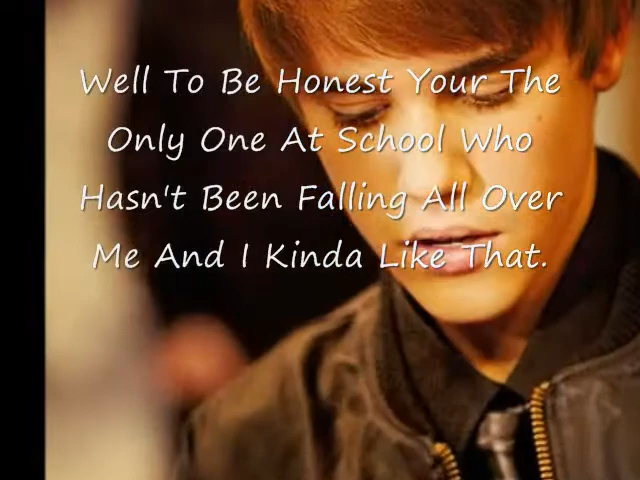 Well To Be Honest Your The
Only One At School Who
Hasn't Been Falling All Over
Me And I Kinda Like That.